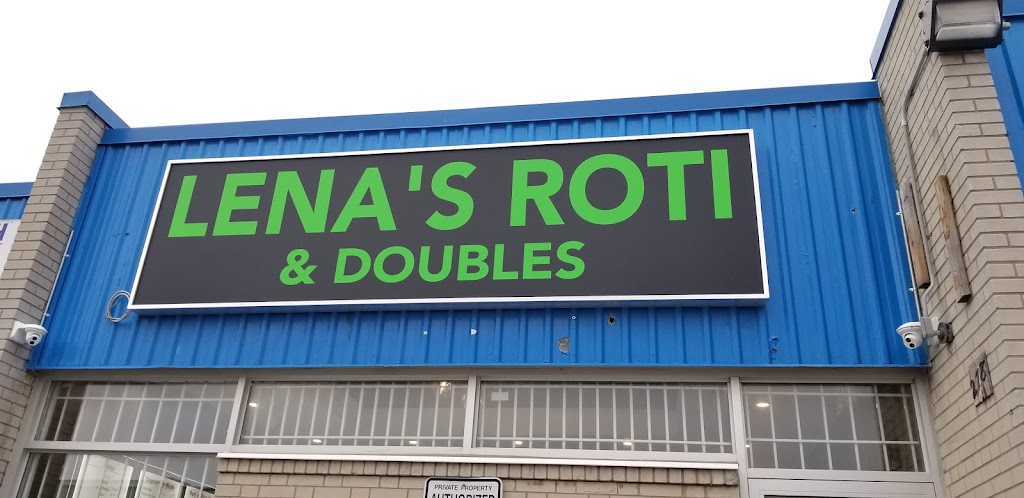 LENA'S ROTI
& DOUBLES
PRIVATE PROPERTY
AUTHORIZED